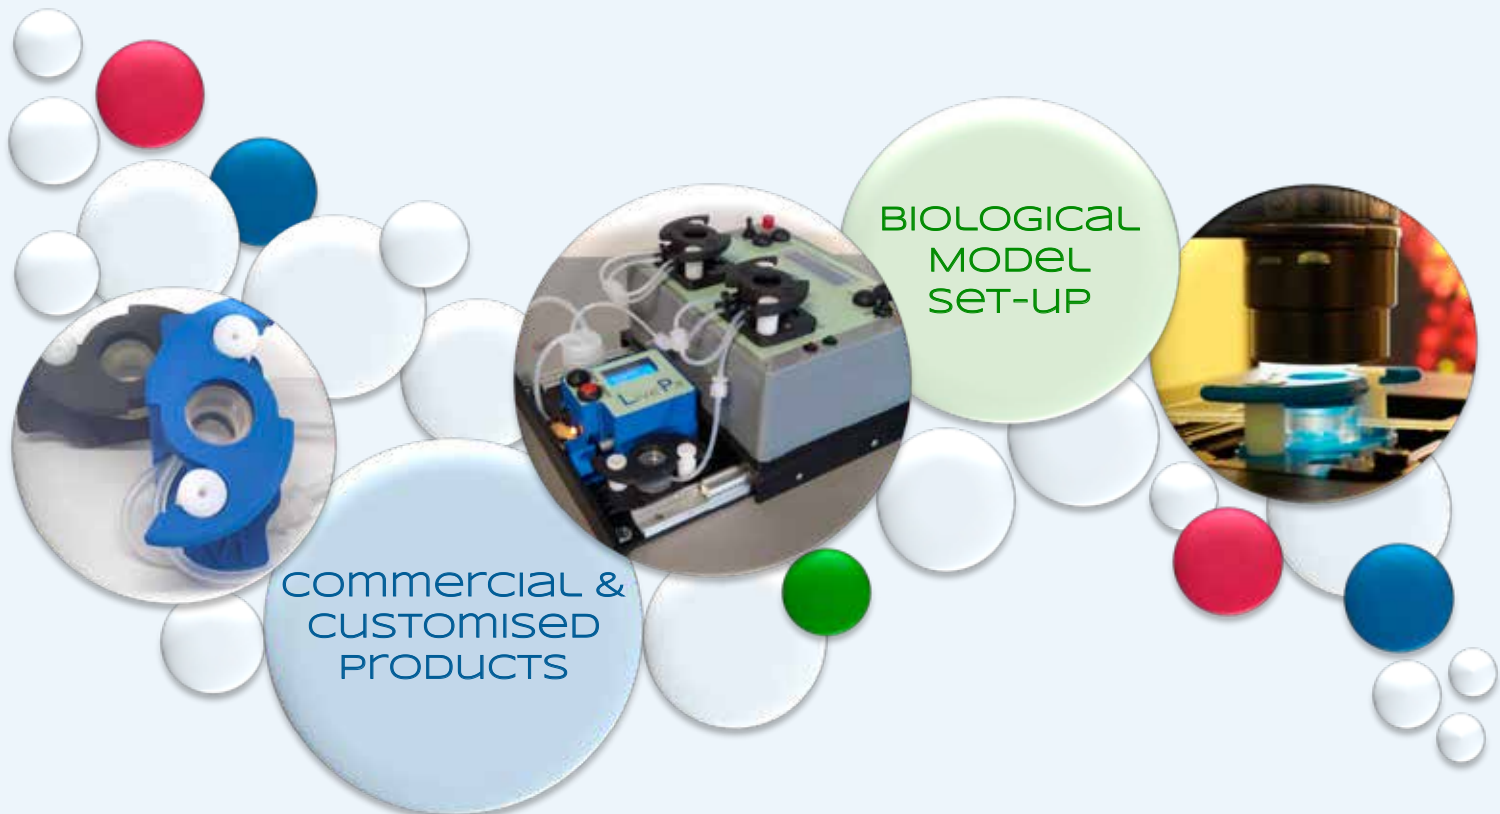 BIOLOGICAL
MODEL
SET-UP
COMMERCIAL &
CUSTOMISED
PRODUCTS